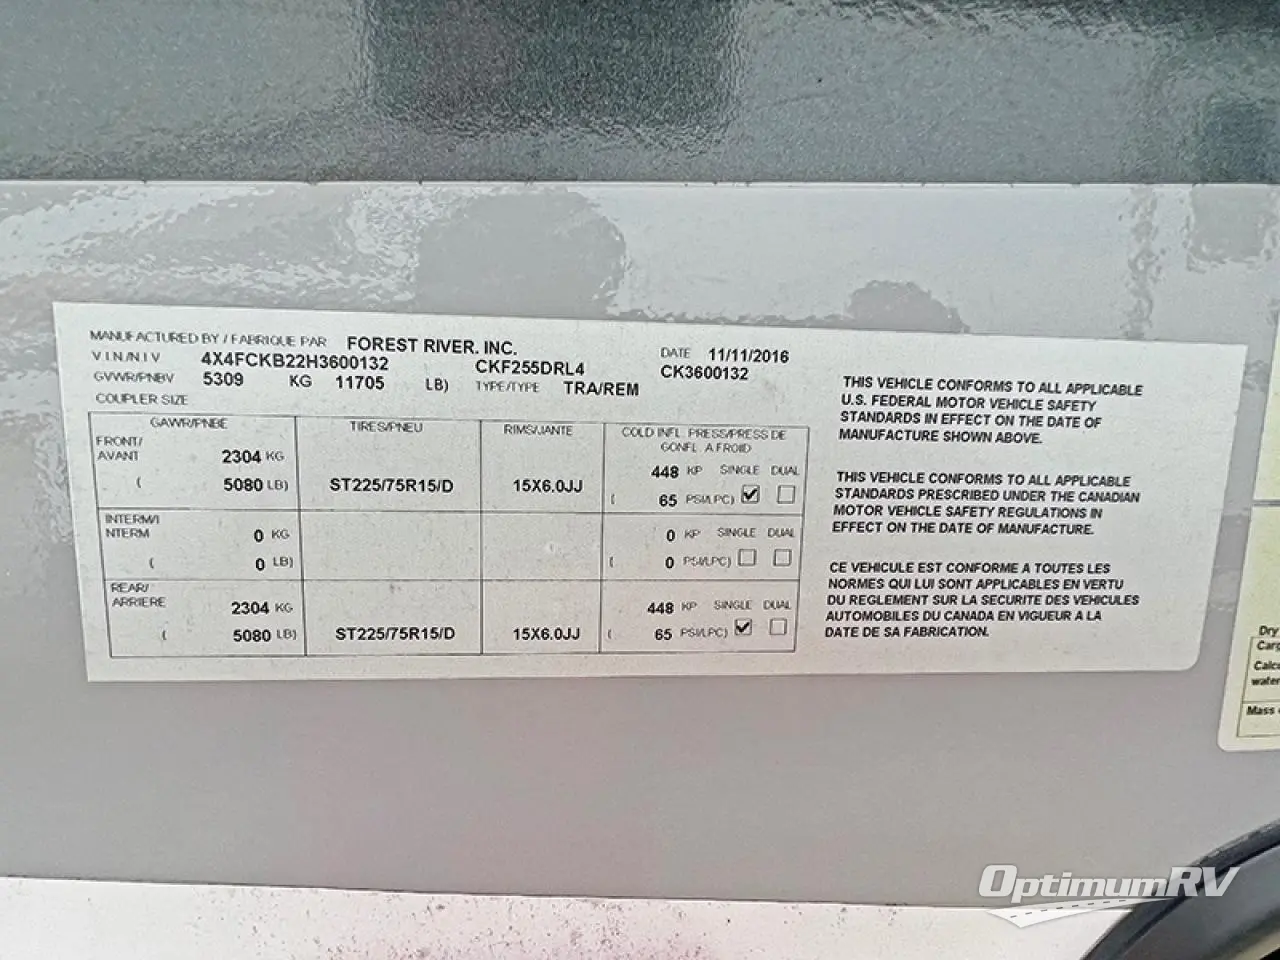 MANUFACTURED BY / FABRIQUE PAR FOREST RIVER. INC. DATE 11/11/2016
V I N / N I V 4X4FCKB22H3600132 CKF255DRL4 CK3600132
GVWR/PNBV 5309 KG 11705 LB) TYPE/TYPE TRA/REM
COUPLER SIZE
GAWR/PNBE TIRES/PNEU RIMS/JANTE COLD INFL. PRESS/PRESS DE
GONFL. A FROID
FRONT/
AVANT 2304 KG 448 KP SINGLE DUAL
( 5080 LB) ST225/75R15/D 15X6.0JJ ( 65 PSI/LPC)
INTERM/I
NTERM 0 KG 0 KP SINGLE DUAL
( 0 LB) ( 0 PSI/LPC)
REAR/
ARRIERE 2304 KG 448 KP SINGLE DUAL
( 5080 LB) ST225/75R15/D 15X6.0JJ ( 65 PSI/LPC)
THIS VEHICLE CONFORMS TO ALL APPLICABLE
U.S. FEDERAL MOTOR VEHICLE SAFETY
STANDARDS IN EFFECT ON THE DATE OF
MANUFACTURE SHOWN ABOVE.
THIS VEHICLE CONFORMS TO ALL APPLICABLE
STANDARDS PRESCRIBED UNDER THE CANADIAN
MOTOR VEHICLE SAFETY REGULATIONS IN
EFFECT ON THE DATE OF MANUFACTURE.
CE VEHICULE EST CONFORME A TOUTES LES
NORMES QUI LUI SONT APPLICABLES EN VERTU
DU REGLEMENT SUR LA SECURITE DES VEHICULES
AUTOMOBILES DU CANADA EN VIGUEUR A LA
DATE DE SA FABRICATION.
Dry
water
Mass
OptimumRV